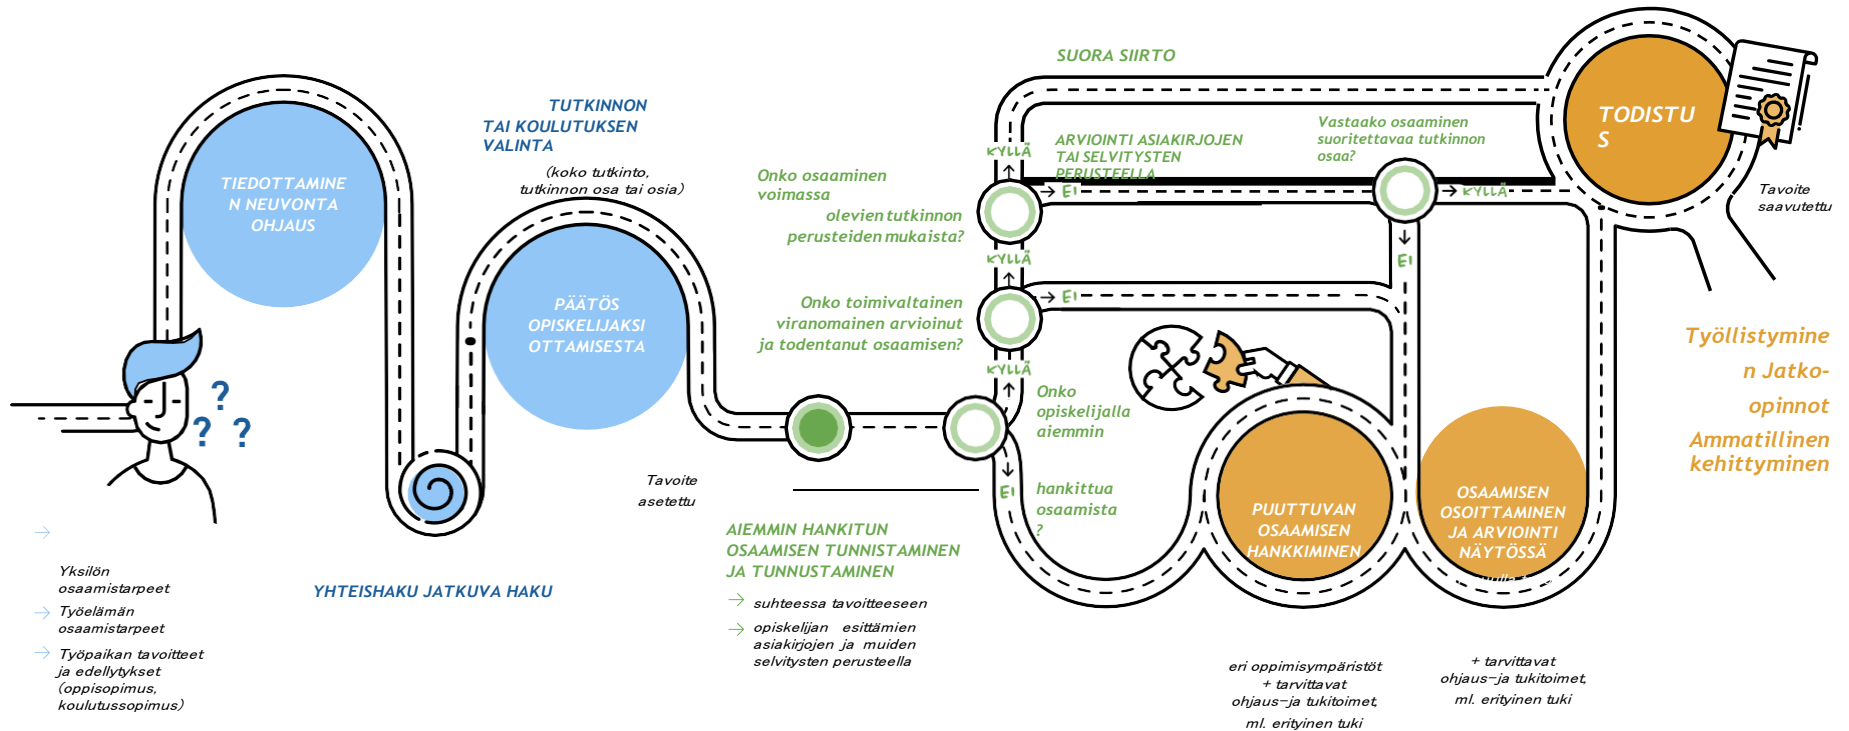 TIEDOTTAMINE
N NEUVONTA
OHJAUS
? ? ?
Yksilön
osaamistarpeet
Työelämän
osaamistarpeet
Työpaikan tavoitteet
ja edellytykset
(oppisopimus,
koulutussopimus)
YHTEISHAKU JATKUVA HAKU
TUTKINNON
TAI KOULUTUKSEN
VALINTA
(koko tutkinto,
tutkinnon osa tai osia)
PÄÄTÖS
OPISKELIJAKSI
OTTAMISESTA
Tavoite
asetettu
AIEMMIN HANKITUN
OSAAMISEN TUNNISTAMINEN
JA TUNNUSTAMINEN
suhteessa tavoitteeseen
opiskelijan esittämien
asiakirjojen ja muiden
selvitysten perusteella
Onko osaaminen
voimassa
olevien tutkinnon
perusteiden mukaista?
Onko toimivaltainen
viranomainen arvioinut
ja todentanut osaamisen?
Onko
opiskelijalla
aiemmin
hankittua
osaamista
?
KYLLÄ
KYLLÄ
KYLLÄ
EI
EI
EI
SUORA SIIRTO
ARVIOINTI ASIAKIRJOJEN
TAI SELVITYSTEN
PERUSTEELLA
Vastaako osaaminen
suoritettavaa tutkinnon
osaa?
KYLLÄ
EI
PUUTTUVAN
OSAAMISEN
HANKKIMINEN
eri oppimisympäristöt
+ tarvittavat
ohjaus-ja tukitoimet,
ml. erityinen tuki
OSAAMISEN
OSOITTAMINEN
JA ARVIOINTI
NÄYTÖSSÄ
+ tarvittavat
ohjaus-ja tukitoimet,
ml. erityinen tuki
TODISTU
S
Tavoite
saavutettu
Työllistymine
n Jatko-
opinnot
Ammatillinen
kehittyminen